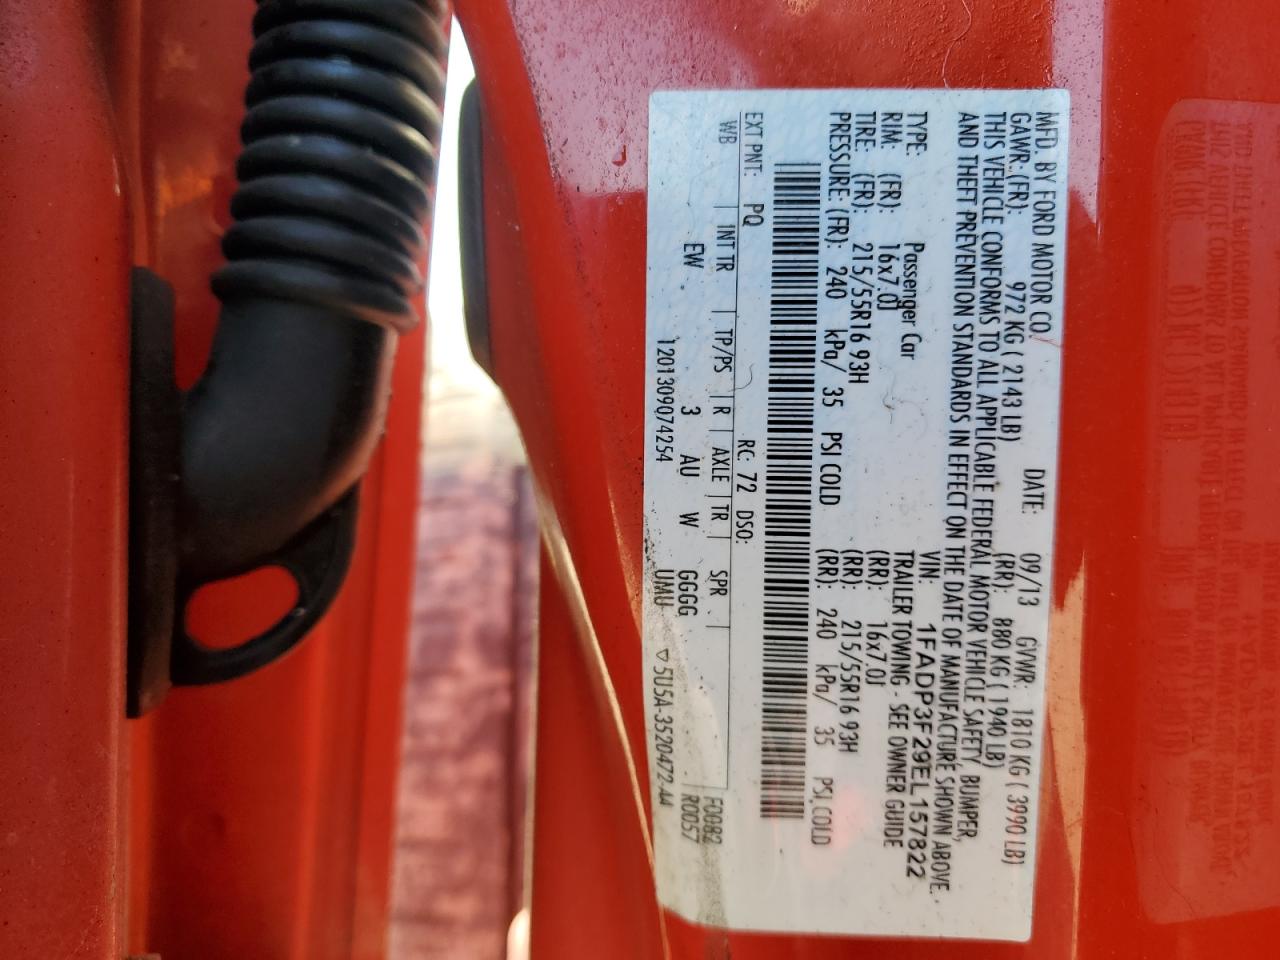 MFD. BY FORD MOTOR CO.
DATE: 09/13 GVWR: 1810 KG ( 3990 LB)
GAWR: (FR): 972 KG ( 2143 LB) (RR): 880 KG ( 1940 LB)
THIS VEHICLE CONFORMS TO ALL APPLICABLE FEDERAL MOTOR VEHICLE SAFETY, BUMPER,
AND THEFT PREVENTION STANDARDS IN EFFECT ON THE DATE OF MANUFACTURE SHOWN ABOVE.
VIN: 1FADP3F29EL157822
TYPE: Passenger Car TRAILER TOWING - SEE OWNER GUIDE
RIM: (FR): 16x7.0J (RR): 16x7.0J
TIRE: (FR): 215/55R16 93H (RR): 215/55R16 93H
PRESSURE: (FR): 240 kPa/ 35 PSI COLD (RR): 240 kPa/ 35 PSI COLD
EXT PNT: PQ RC: 72 DSO:
WB INT TR TP/PS R AXLE TR SPR F0082
EW 3 AU W GGGG R0057
1201309074254 UMU ▽5U5A-3520472-AA